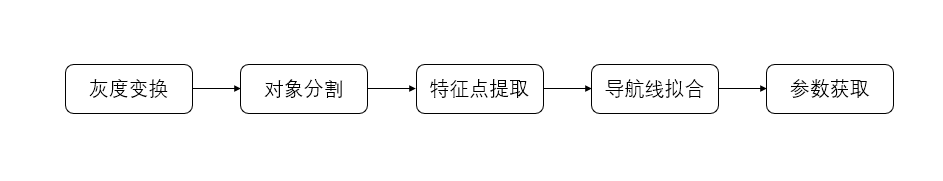 灰度变换
对象分割
特征点提取
导航线拟合
参数获取